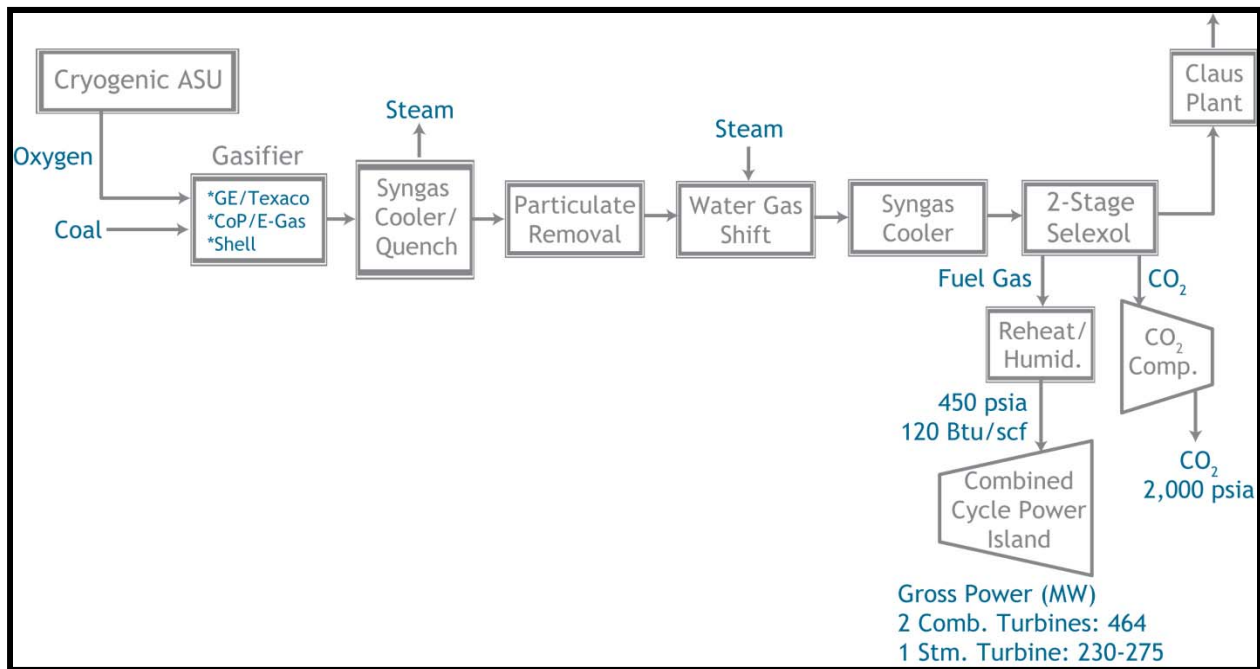 Cryogenic ASU
Oxygen
Coal
Gasifier
*GE/Texaco
*CoP/E-Gas
*Shell
Steam
Syngas
Cooler/
Quench
Particulate
Removal
Steam
Water Gas
Shift
Syngas
Cooler
2-Stage
Selexol
Claus
Plant
Fuel Gas
CO₂
Reheat/
Humid.
CO₂
Comp.
450 psia
120 Btu/scf
CO₂
2,000 psia
Combined
Cycle Power
Island
Gross Power (MW)
2 Comb. Turbines: 464
1 Stm. Turbine: 230-275